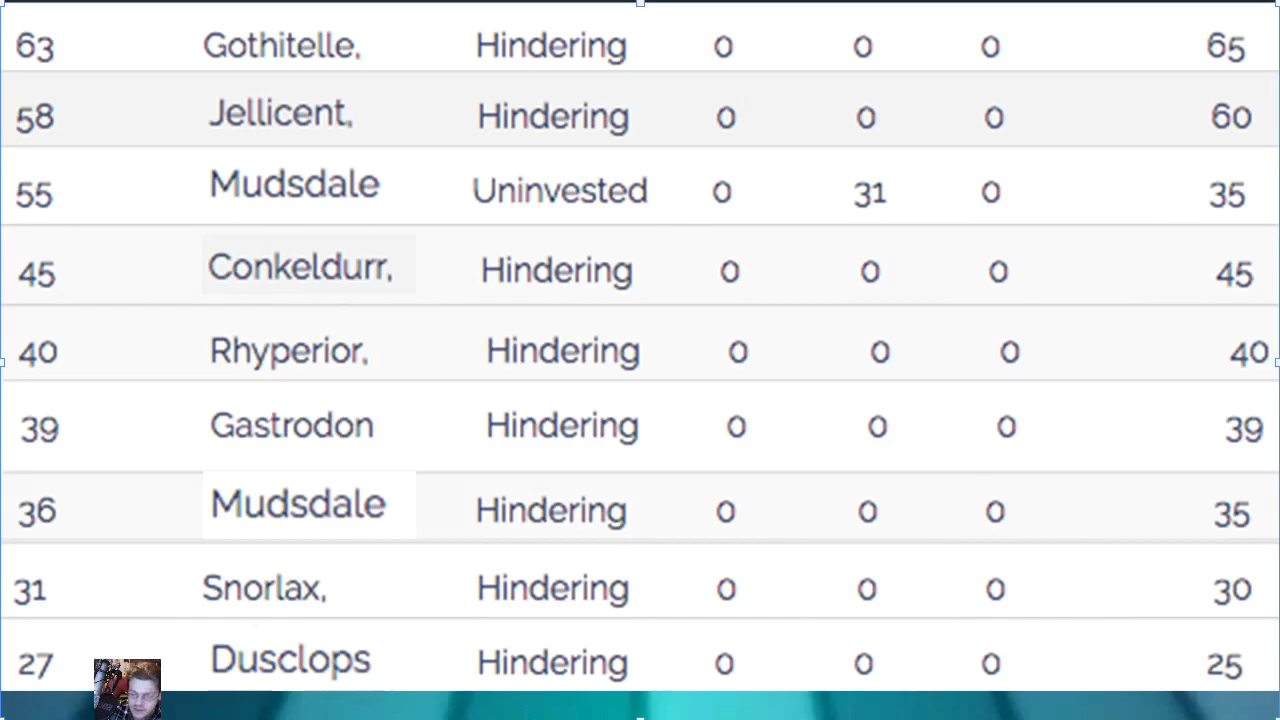 63 Gothitelle, Hindering 0 0 0 65
58 Jellicent, Hindering 0 0 0 60
55 Mudsdale Uninvested 0 31 0 35
45 Conkeldurr, Hindering 0 0 0 45
40 Rhyperior, Hindering 0 0 0 40
39 Gastrodon Hindering 0 0 0 39
36 Mudsdale Hindering 0 0 0 35
31 Snorlax, Hindering 0 0 0 30
27 Dusclops Hindering 0 0 0 25